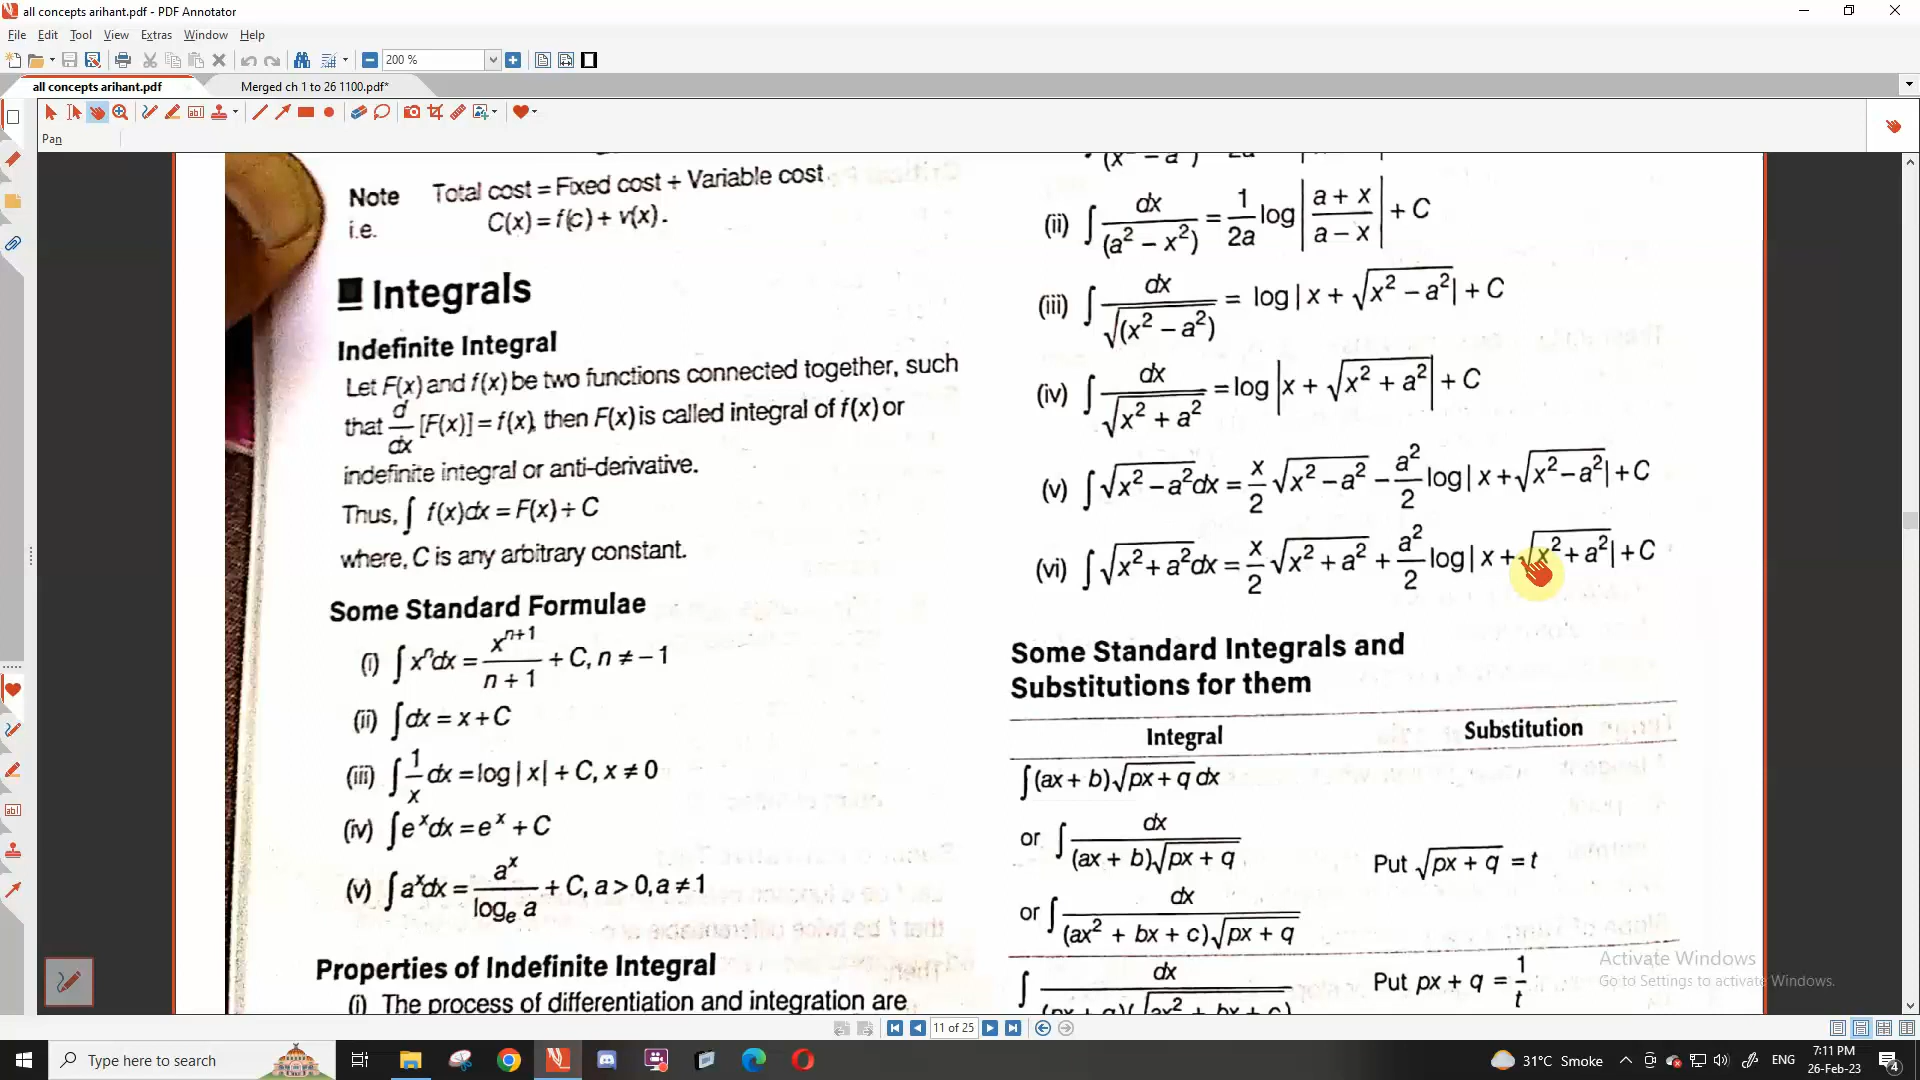 all concepts arihant.pdf - PDF Annotator
File Edit Tool View Extras Window Help
200 %
all concepts arihant.pdf Merged ch 1 to 26 1100.pdf*
Pan
Note Total cost = Fixed cost + Variable cost.
i.e. C(x) = f(c) + v(x).
■ Integrals
Indefinite Integral
Let F(x) and f(x) be two functions connected together, such
that d/dx [F(x)] = f(x), then F(x) is called integral of f(x) or
indefinite integral or anti-derivative.
Thus, ∫ f(x)dx = F(x) + C
where, C is any arbitrary constant.
Some Standard Formulae
(i) ∫ xⁿdx = xⁿ⁺¹/(n + 1) + C, n ≠ – 1
(ii) ∫ dx = x + C
(iii) ∫ 1/x dx = log | x | + C, x ≠ 0
(iv) ∫ eˣdx = eˣ + C
(v) ∫ aˣdx = aˣ/logₑ a + C, a > 0, a ≠ 1
Properties of Indefinite Integral
(i) The process of differentiation and integration are
(ii) ∫ dx/(a² – x²) = 1/2a log |(a + x)/(a – x)| + C
(iii) ∫ dx/√(x² – a²) = log | x + √(x² – a²)| + C
(iv) ∫ dx/√(x² + a²) = log | x + √(x² + a²)| + C
(v) ∫ √(x² – a²)dx = x/2 √(x² – a²) – a²/2 log | x + √(x² – a²)| + C
(vi) ∫ √(x² + a²)dx = x/2 √(x² + a²) + a²/2 log | x + √(x² + a²)| + C
Some Standard Integrals and
Substitutions for them
Integral Substitution
∫ (ax + b)√(px + q) dx
or ∫ dx/((ax + b)√(px + q)) Put √(px + q) = t
or ∫ dx/((ax² + bx + c)√(px + q))
∫ dx/((px + q)(√(ax² + bx + c) Put px + q = 1/t
Activate Windows
Go to Settings to activate Windows.
11 of 25
Type here to search
31°C Smoke
ENG
7:11 PM
26-Feb-23
4